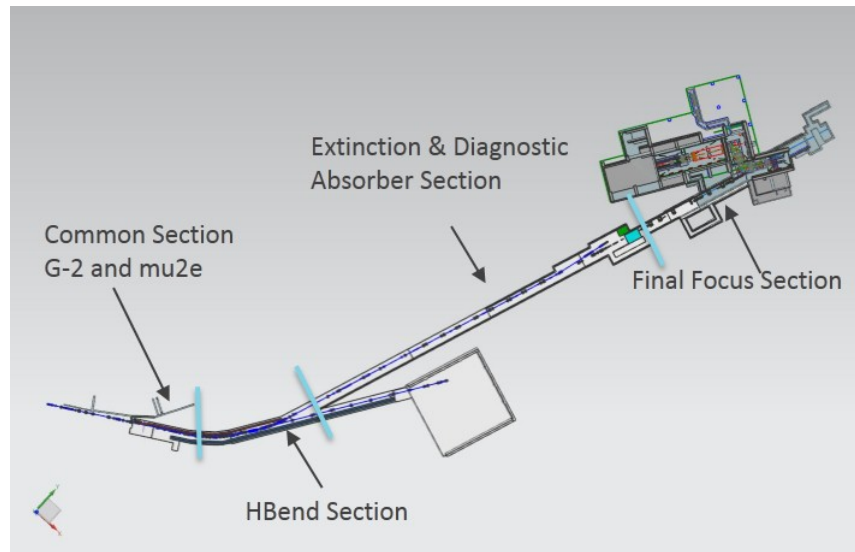 Extinction & Diagnostic
Absorber Section
Common Section
G-2 and mu2e
Final Focus Section
HBend Section